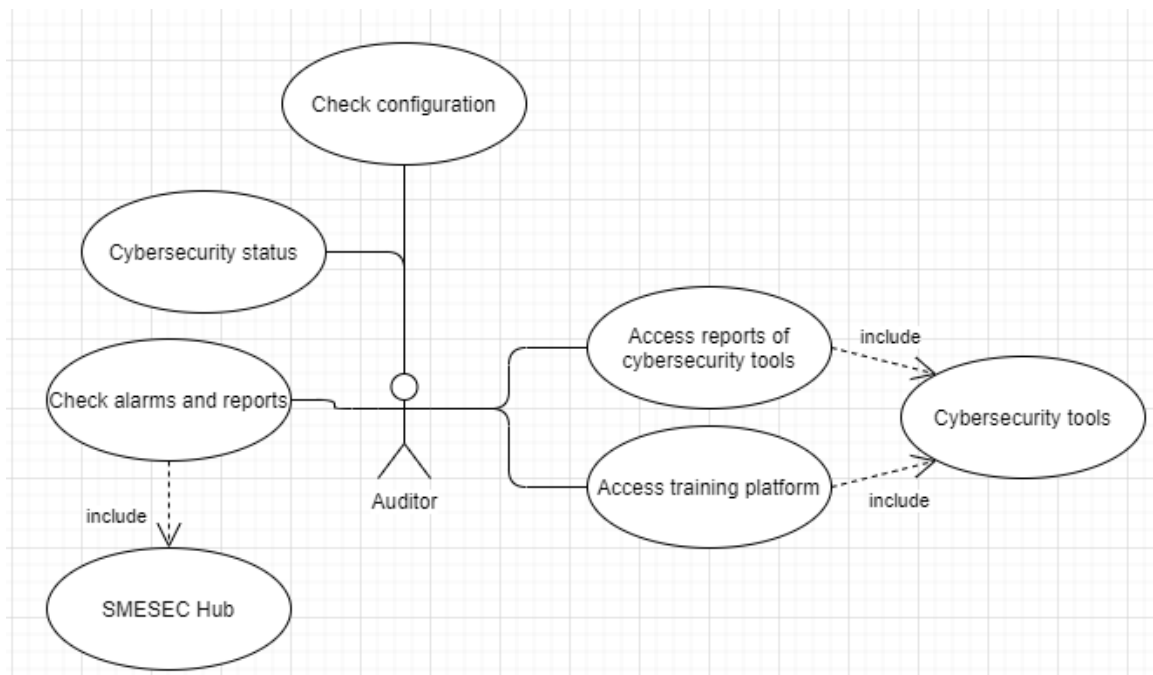 Check configuration
Cybersecurity status
Access reports of
cybersecurity tools
include
Check alarms and reports
Cybersecurity tools
Access training platform
include
Auditor
include
SMESEC Hub